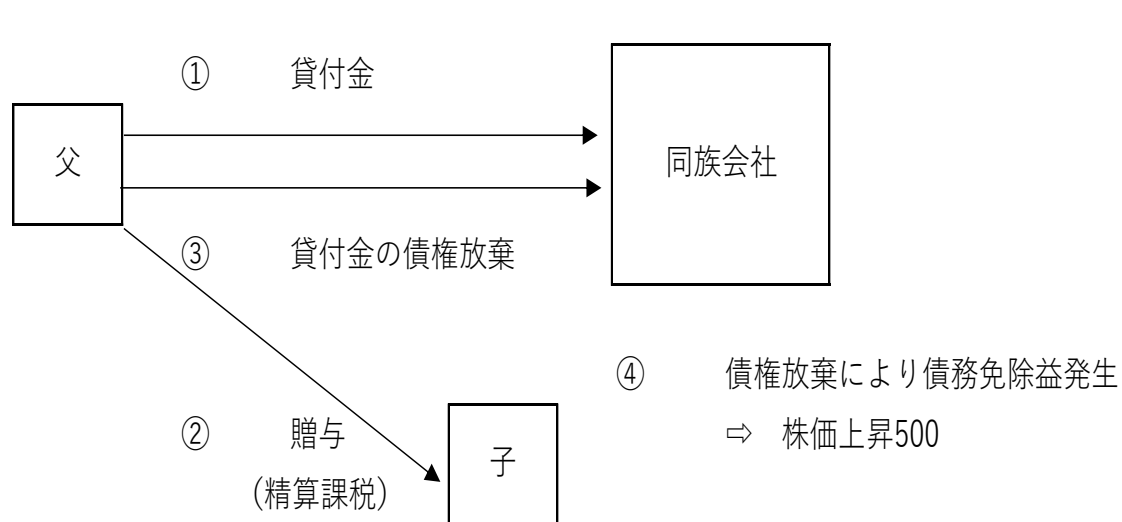 ① 貸付金
父
同族会社
③ 貸付金の債権放棄
④ 債権放棄により債務免除益発生
⇨ 株価上昇500
② 贈与
(精算課税)
子